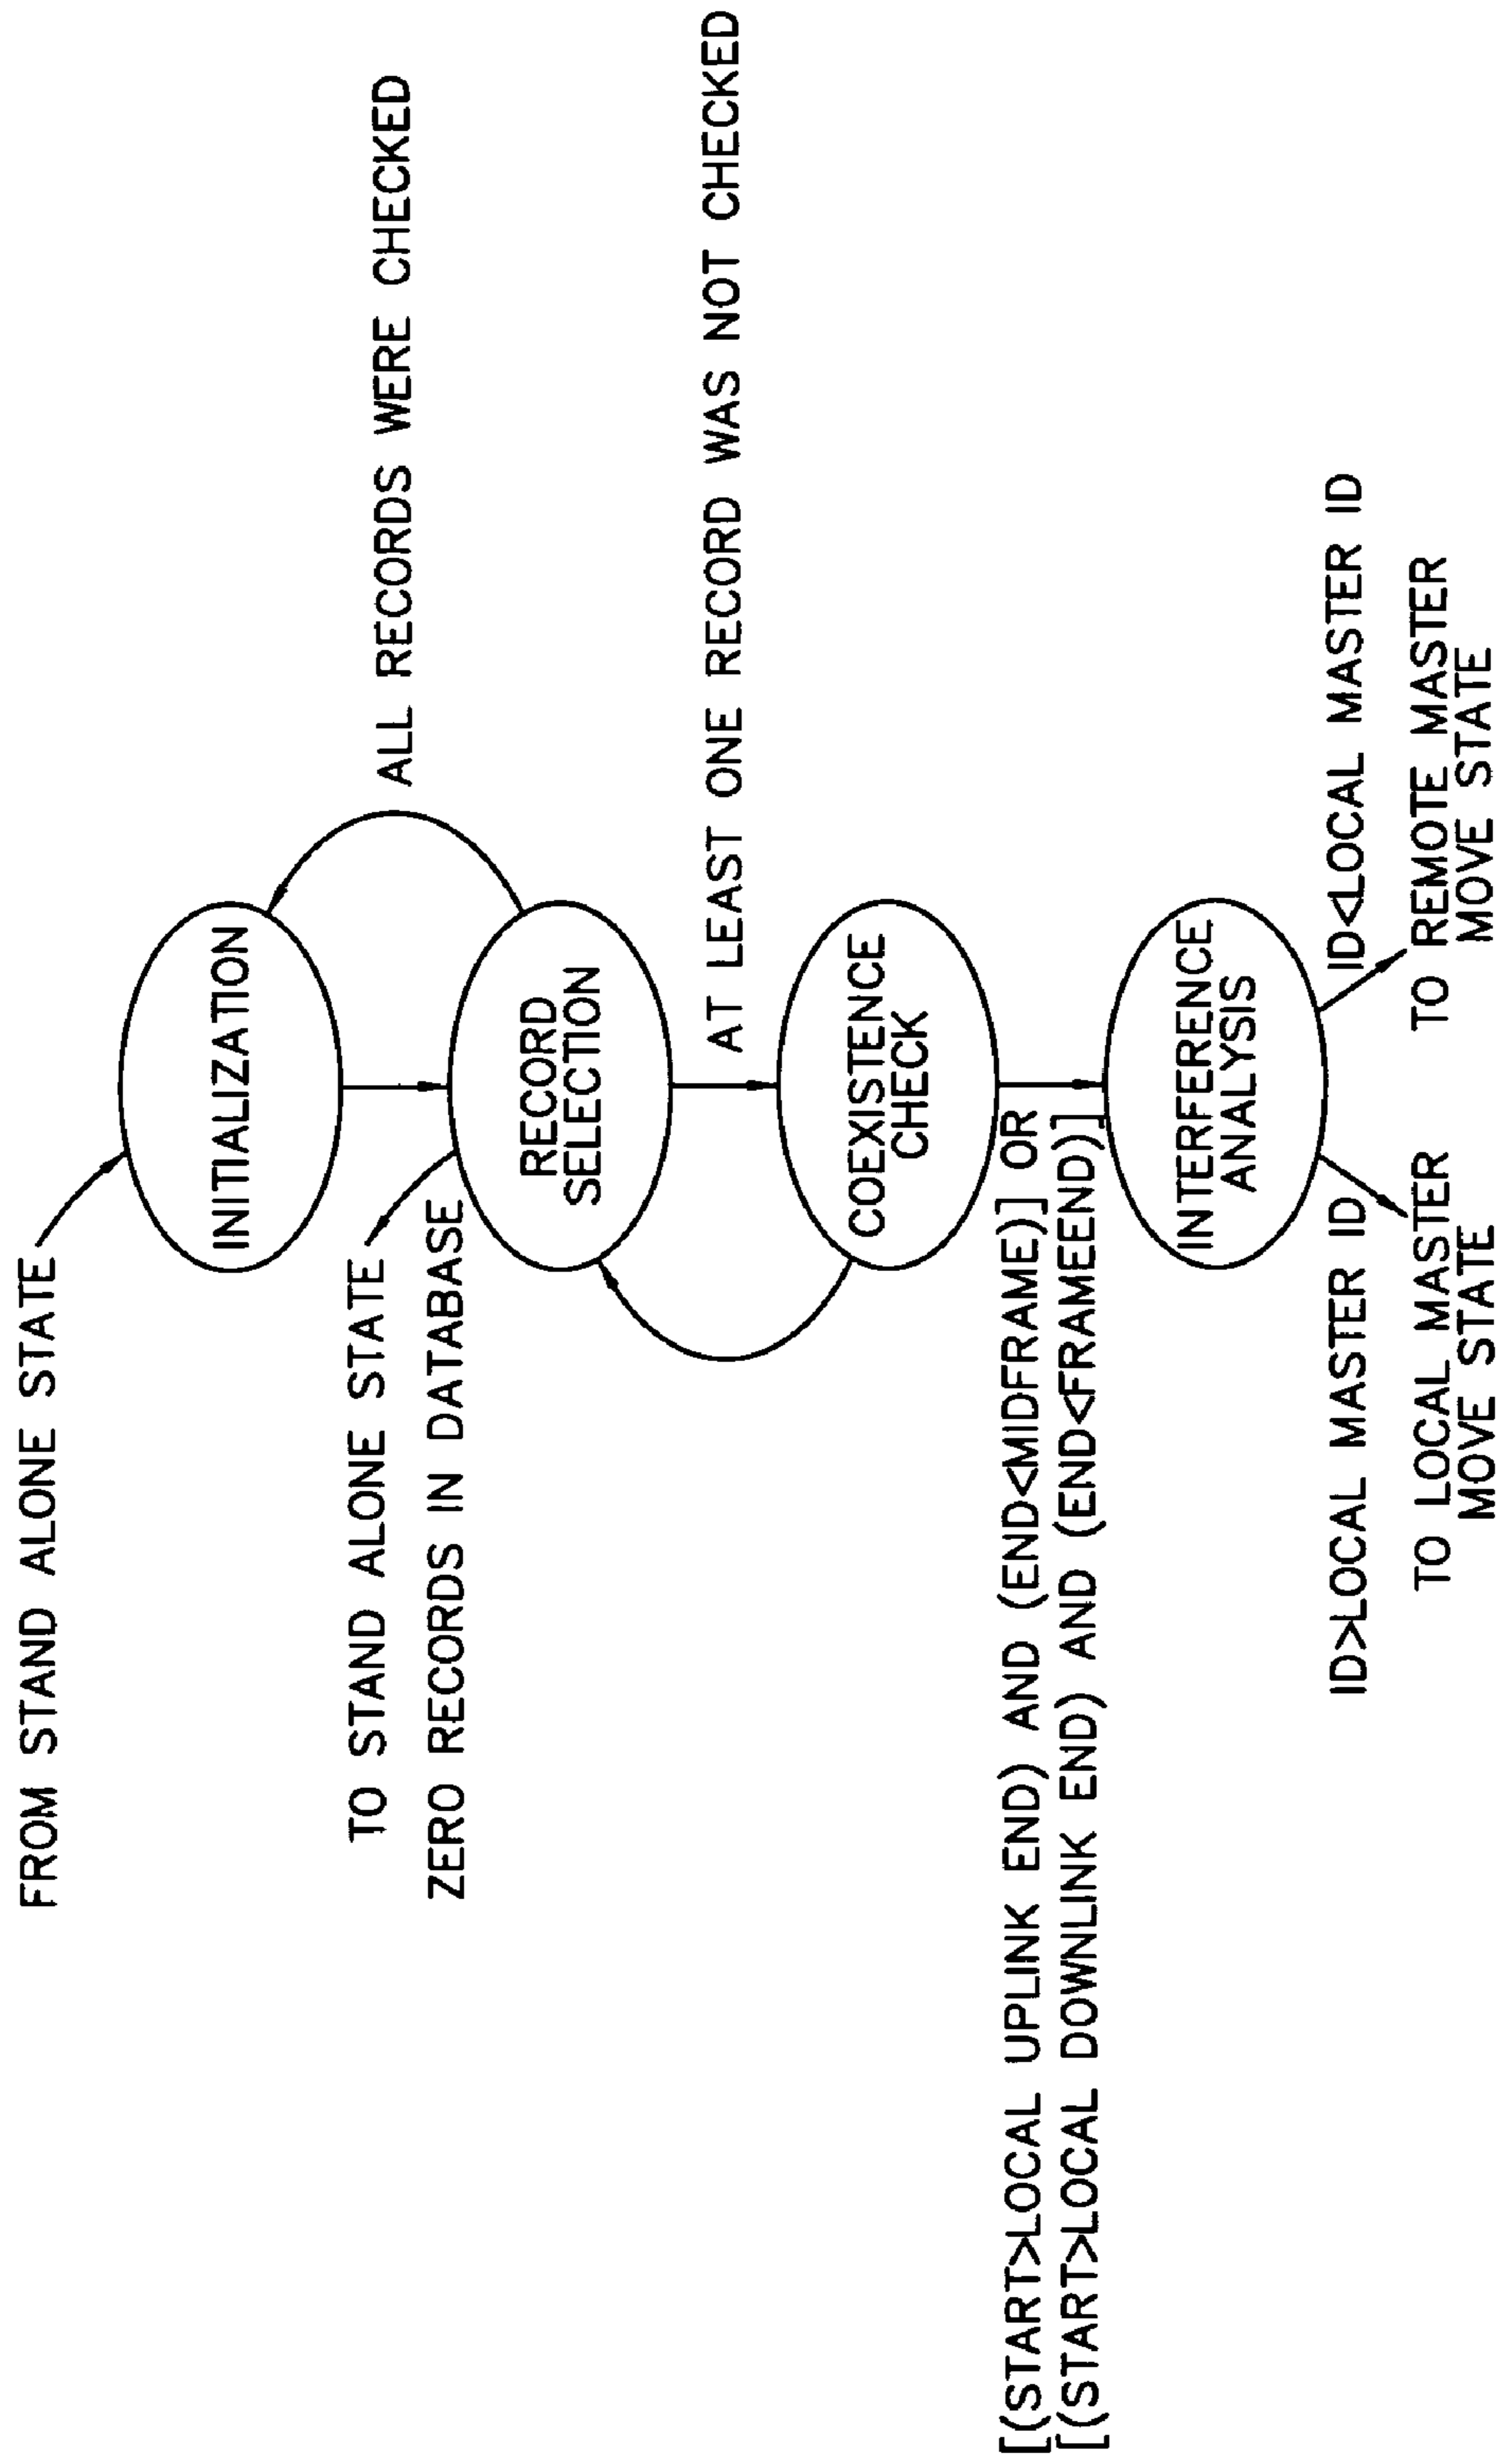 FROM STAND ALONE STATE
INITIALIZATION
ALL RECORDS WERE CHECKED
TO STAND ALONE STATE
ZERO RECORDS IN DATABASE
RECORD
SELECTION
AT LEAST ONE RECORD WAS NOT CHECKED
COEXISTENCE
CHECK
[(START>LOCAL UPLINK END) AND (END<MIDFRAME)] OR
[(START>LOCAL DOWNLINK END) AND (END<FRAMEEND)]
INTERFERENCE
ANALYSIS
ID>LOCAL MASTER ID
TO LOCAL MASTER
MOVE STATE
ID<LOCAL MASTER ID
TO REMOTE MASTER
MOVE STATE